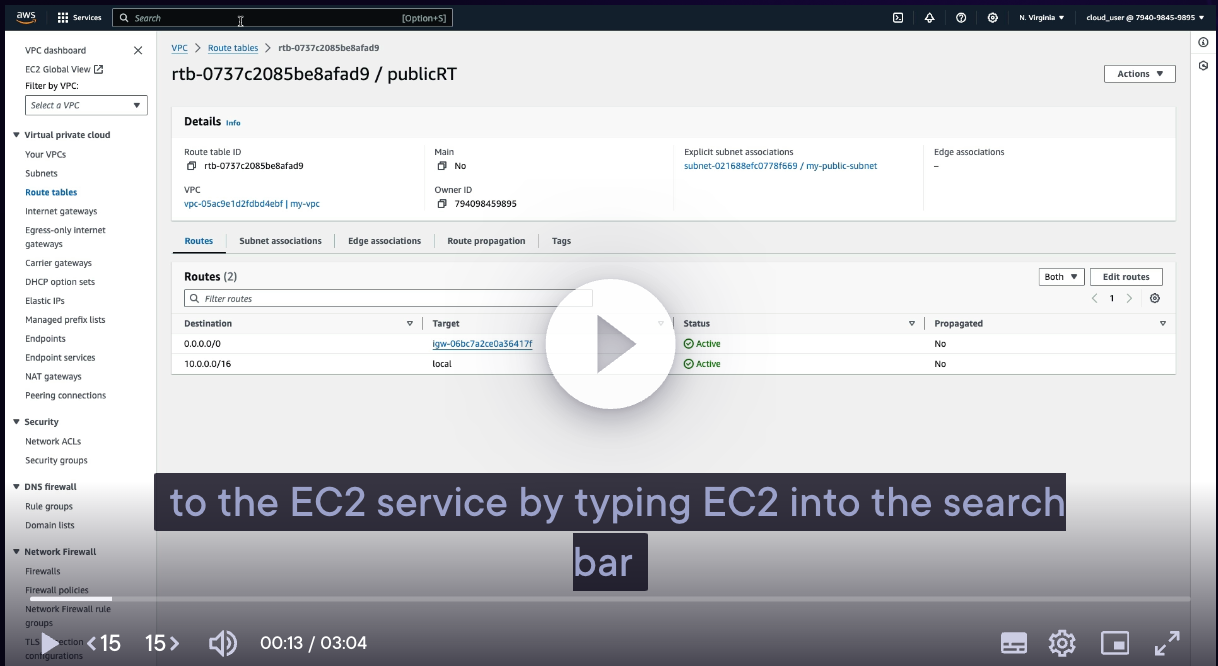 aws
Services
Search
[Option+S]
N. Virginia
cloud_user @ 7940-9845-9895
VPC dashboard
EC2 Global View
Filter by VPC:
Select a VPC
Virtual private cloud
Your VPCs
Subnets
Route tables
Internet gateways
Egress-only internet
gateways
Carrier gateways
DHCP option sets
Elastic IPs
Managed prefix lists
Endpoints
Endpoint services
NAT gateways
Peering connections
Security
Network ACLs
Security groups
DNS firewall
Rule groups
Domain lists
Network Firewall
Firewalls
Firewall policies
Network Firewall rule
groups
configurations
VPC > Route tables > rtb-0737c2085be8afad9
rtb-0737c2085be8afad9 / publicRT
Actions
Details Info
Route table ID
rtb-0737c2085be8afad9
Main
No
Explicit subnet associations
subnet-021688efc0778f669 / my-public-subnet
Edge associations
–
VPC
vpc-05ac9e1d2fdbd4ebf | my-vpc
Owner ID
794098459895
Routes
Subnet associations
Edge associations
Route propagation
Tags
Routes (2)
Both
Edit routes
Filter routes
1
Destination Target Status Propagated
0.0.0.0/0 igw-06bc7a2ce0a36417f Active No
10.0.0.0/16 local Active No
to the EC2 service by typing EC2 into the search
bar
15
15
00:13 / 03:04